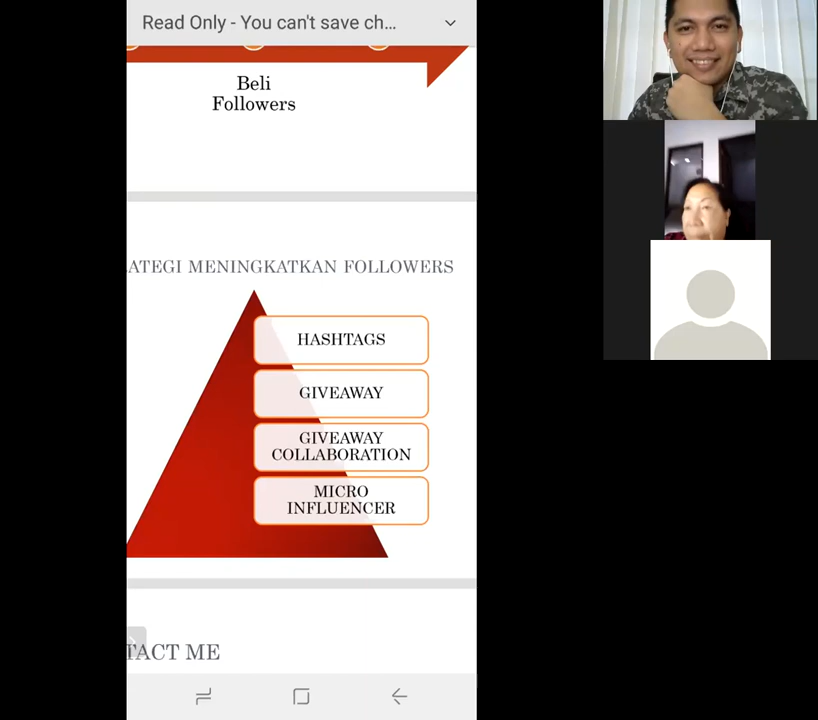 Read Only - You can't save ch...
Beli
Followers
ATEGI MENINGKATKAN FOLLOWERS
HASHTAGS
GIVEAWAY
GIVEAWAY
COLLABORATION
MICRO
INFLUENCER
TACT ME